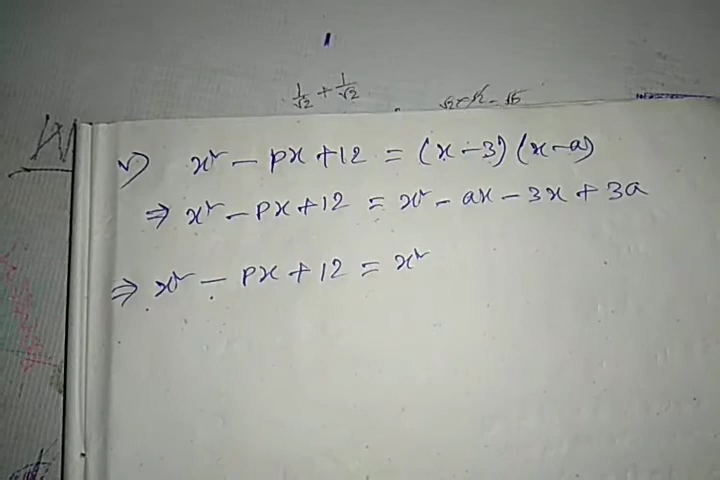 1/√2 + 1/√2
v) x² - px + 12 = (x-3) (x-a)
⇒ x² - px + 12 = x² - ax - 3x + 3a
⇒ x² - px + 12 = x²